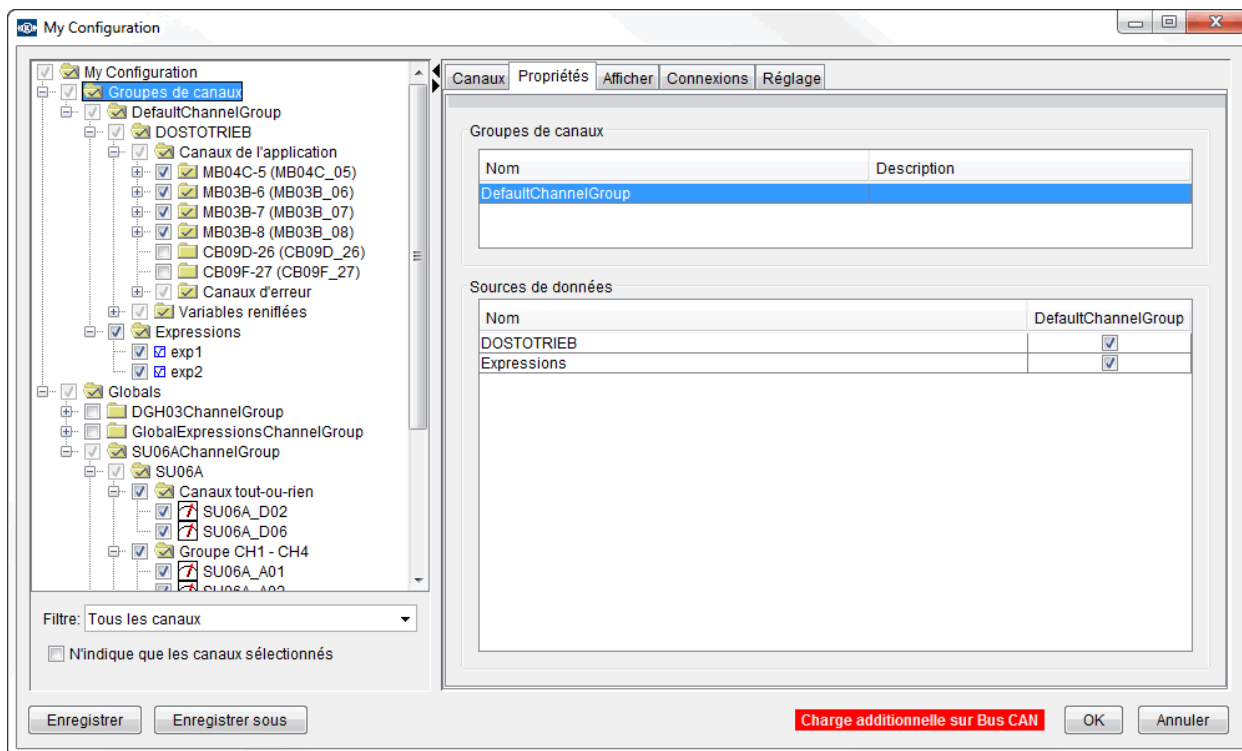 My Configuration
My Configuration
Groupes de canaux
DefaultChannelGroup
DOSTOTRIEB
Canaux de l'application
MB04C-5 (MB04C_05)
MB03B-6 (MB03B_06)
MB03B-7 (MB03B_07)
MB03B-8 (MB03B_08)
CB09D-26 (CB09D_26)
CB09F-27 (CB09F_27)
Canaux d'erreur
Variables reniflées
Expressions
exp1
exp2
Globals
DGH03ChannelGroup
GlobalExpressionsChannelGroup
SU06AChannelGroup
SU06A
Canaux tout-ou-rien
SU06A_D02
SU06A_D06
Groupe CH1 - CH4
SU06A_A01
SU06A_A02
Filtre: Tous les canaux
N'indique que les canaux sélectionnés
Canaux Propriétés Afficher Connexions Réglage
Groupes de canaux
Nom Description
DefaultChannelGroup
Sources de données
Nom DefaultChannelGroup
DOSTOTRIEB
Expressions
Enregistrer Enregistrer sous Charge additionnelle sur Bus CAN OK Annuler